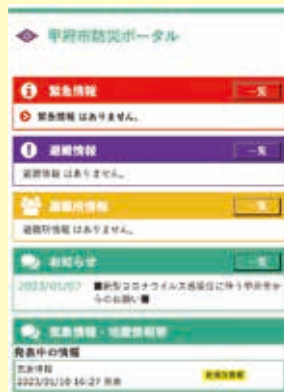 甲府市防災ポータル
緊急情報
一覧
緊急情報 はありません。
避難情報
一覧
避難情報 はありません。
避難所情報
一覧
避難所情報 はありません。
お知らせ
一覧
2023/01/07 ■新型コロナウイルス感染症に伴う甲府市か
らのお願い■
気象情報・地震情報等
発表中の情報
気象情報
2023/01/10 16:27 発表